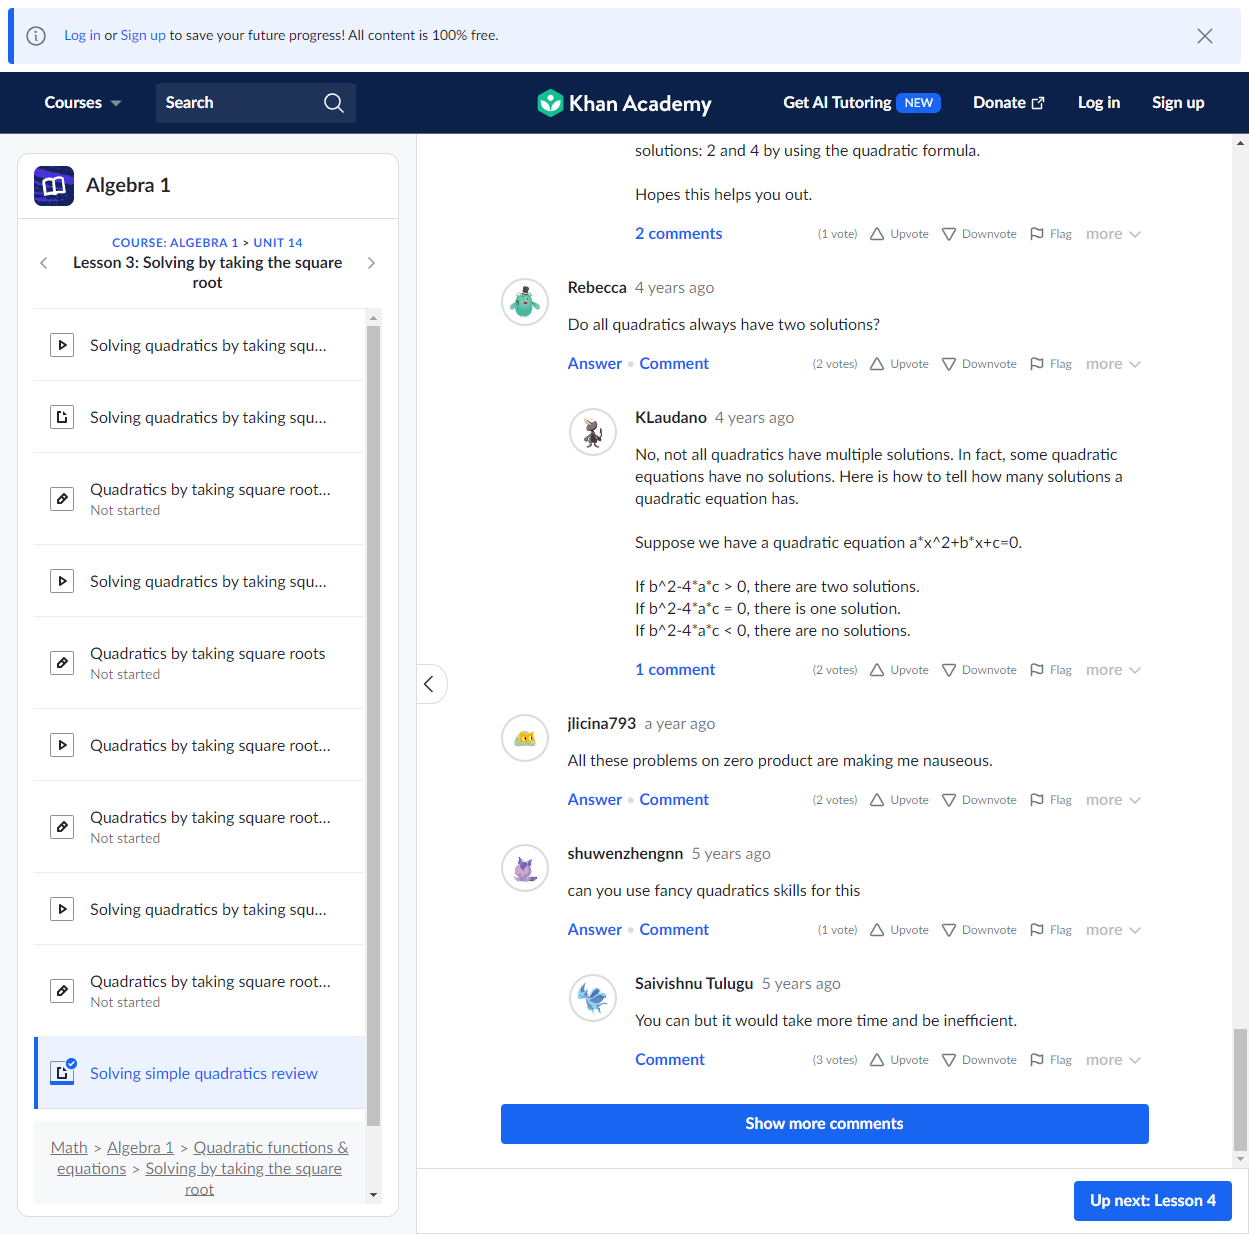 Log in or Sign up to save your future progress! All content is 100% free.
Courses
Search
Khan Academy
Get AI Tutoring NEW
Donate
Log in
Sign up
Algebra 1
COURSE: ALGEBRA 1 > UNIT 14
Lesson 3: Solving by taking the square
root
Solving quadratics by taking squ...
Solving quadratics by taking squ...
Quadratics by taking square root...
Not started
Solving quadratics by taking squ...
Quadratics by taking square roots
Not started
Quadratics by taking square root...
Quadratics by taking square root...
Not started
Solving quadratics by taking squ...
Quadratics by taking square root...
Not started
Solving simple quadratics review
Math > Algebra 1 > Quadratic functions &
equations > Solving by taking the square
root
solutions: 2 and 4 by using the quadratic formula.
Hopes this helps you out.
2 comments (1 vote) Upvote Downvote Flag more
Rebecca 4 years ago
Do all quadratics always have two solutions?
Answer • Comment (2 votes) Upvote Downvote Flag more
KLaudano 4 years ago
No, not all quadratics have multiple solutions. In fact, some quadratic
equations have no solutions. Here is how to tell how many solutions a
quadratic equation has.
Suppose we have a quadratic equation a*x^2+b*x+c=0.
If b^2-4*a*c > 0, there are two solutions.
If b^2-4*a*c = 0, there is one solution.
If b^2-4*a*c < 0, there are no solutions.
1 comment (2 votes) Upvote Downvote Flag more
jlicina793 a year ago
All these problems on zero product are making me nauseous.
Answer • Comment (2 votes) Upvote Downvote Flag more
shuwenzhengnn 5 years ago
can you use fancy quadratics skills for this
Answer • Comment (1 vote) Upvote Downvote Flag more
Saivishnu Tulugu 5 years ago
You can but it would take more time and be inefficient.
Comment (3 votes) Upvote Downvote Flag more
Show more comments
Up next: Lesson 4